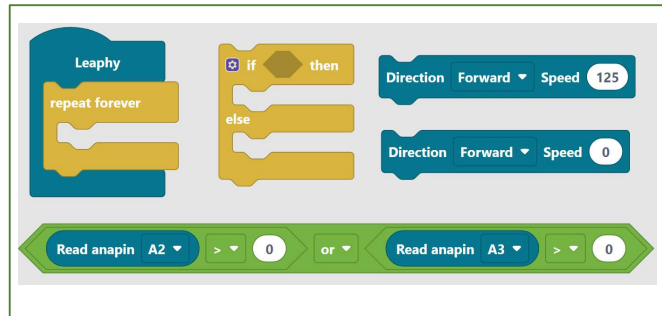 Leaphy
repeat forever
if then
else
Direction Forward Speed 125
Direction Forward Speed 0
Read anapin A2 > 0 or Read anapin A3 > 0